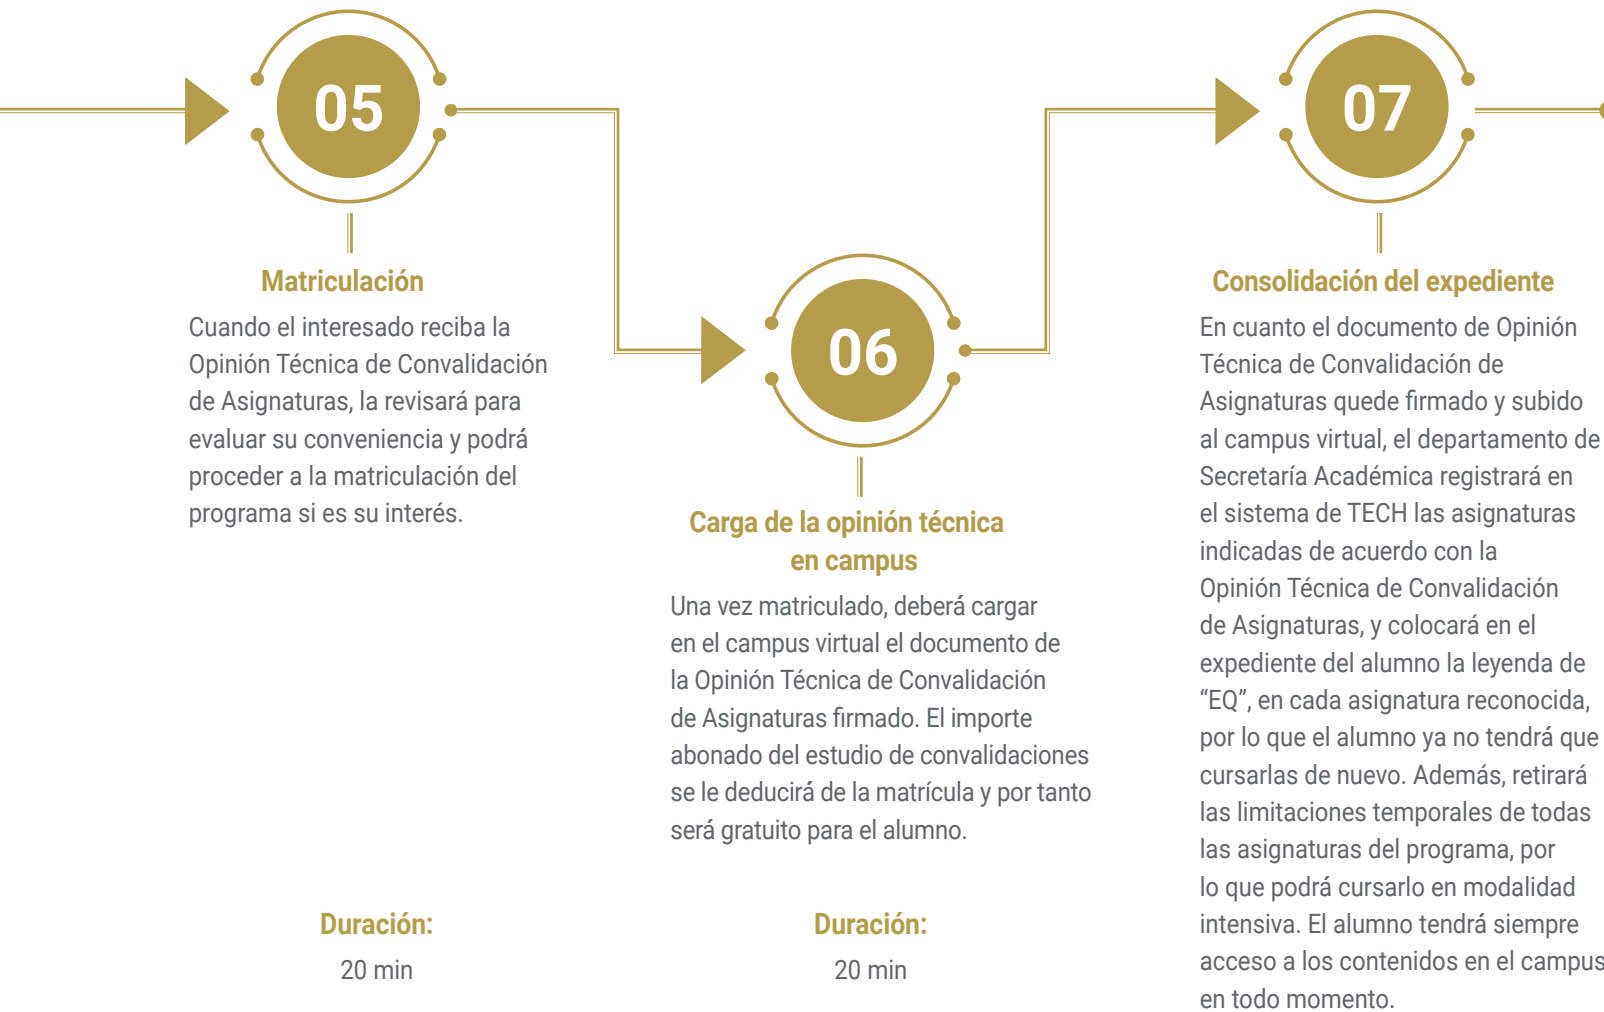 05
Matriculación
Cuando el interesado reciba la
Opinión Técnica de Convalidación
de Asignaturas, la revisará para
evaluar su conveniencia y podrá
proceder a la matriculación del
programa si es su interés.
Duración:
20 min
06
Carga de la opinión técnica
en campus
Una vez matriculado, deberá cargar
en el campus virtual el documento de
la Opinión Técnica de Convalidación
de Asignaturas firmado. El importe
abonado del estudio de convalidaciones
se le deducirá de la matrícula y por tanto
será gratuito para el alumno.
Duración:
20 min
07
Consolidación del expediente
En cuanto el documento de Opinión
Técnica de Convalidación de
Asignaturas quede firmado y subido
al campus virtual, el departamento de
Secretaría Académica registrará en
el sistema de TECH las asignaturas
indicadas de acuerdo con la
Opinión Técnica de Convalidación
de Asignaturas, y colocará en el
expediente del alumno la leyenda de
“EQ”, en cada asignatura reconocida,
por lo que el alumno ya no tendrá que
cursarlas de nuevo. Además, retirará
las limitaciones temporales de todas
las asignaturas del programa, por
lo que podrá cursarlo en modalidad
intensiva. El alumno tendrá siempre
acceso a los contenidos en el campus
en todo momento.